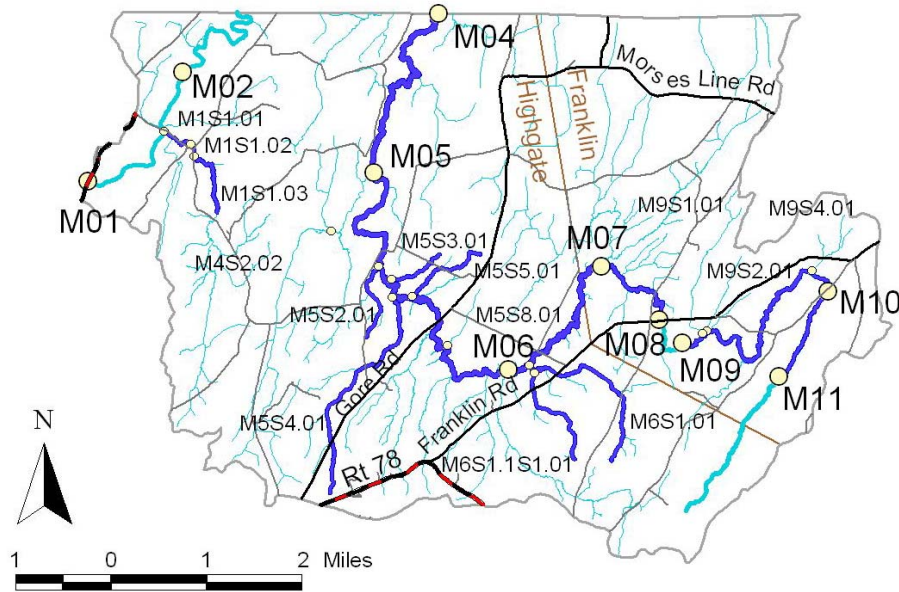 M04
M02
Morses Line Rd
Franklin
Highgate
M1S1.01
M1S1.02
M05
M01
M1S1.03
M9S1.01
M9S4.01
M07
M5S3.01
M4S2.02
M5S5.01
M9S2.01
M10
M5S2.01
M5S8.01
M08
M09
M06
M11
Gore Rd
Franklin Rd
M5S4.01
M6S1.01
N
Rt 78
M6S1.1S1.01
1 0 1 2 Miles